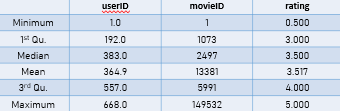 userID movieID rating
Minimum 1.0 1 0.500
1st Qu. 192.0 1073 3.000
Median 383.0 2497 3.500
Mean 364.9 13381 3.517
3rd Qu. 557.0 5991 4.000
Maximum 668.0 149532 5.000